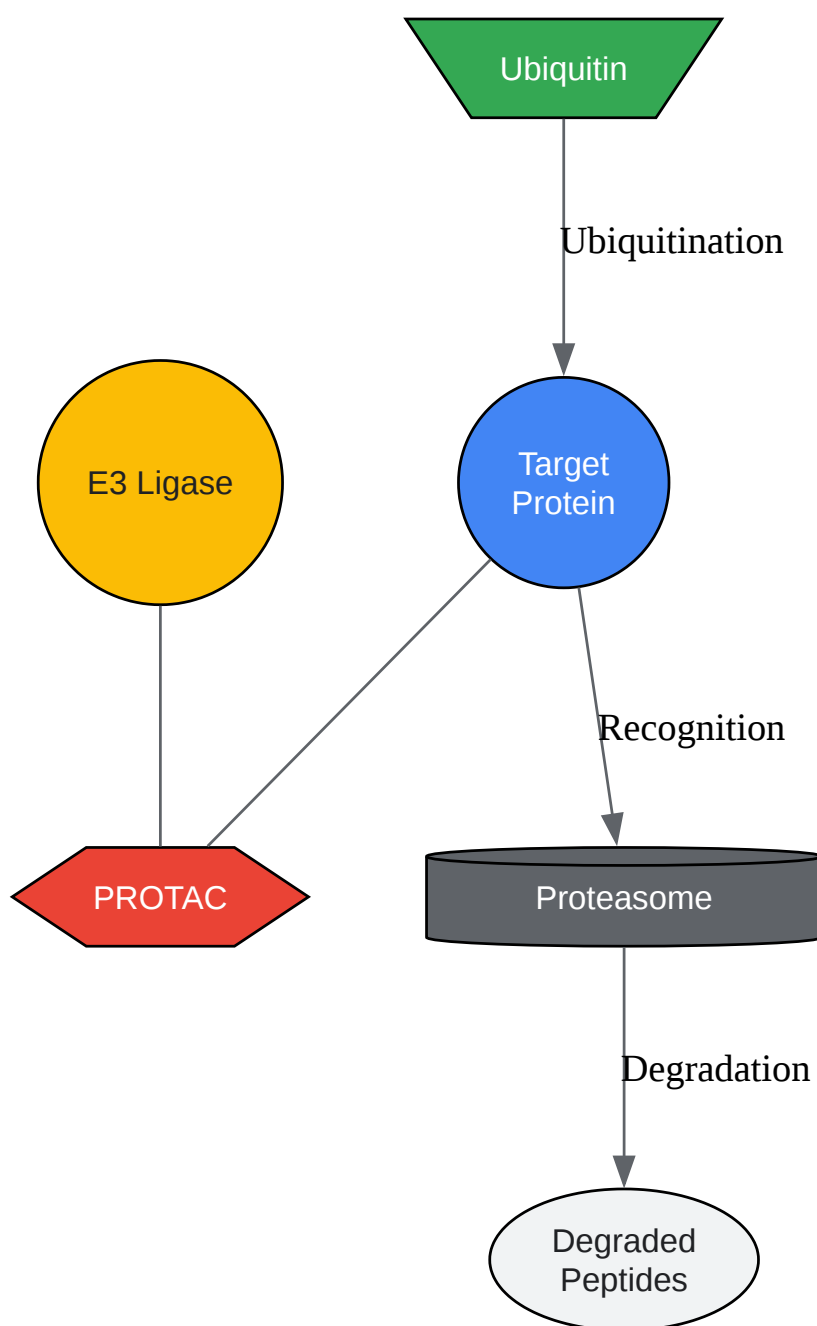 Ubiquitin
Ubiquitination
E3 Ligase
Target
Protein
Recognition
PROTAC
Proteasome
Degradation
Degraded
Peptides